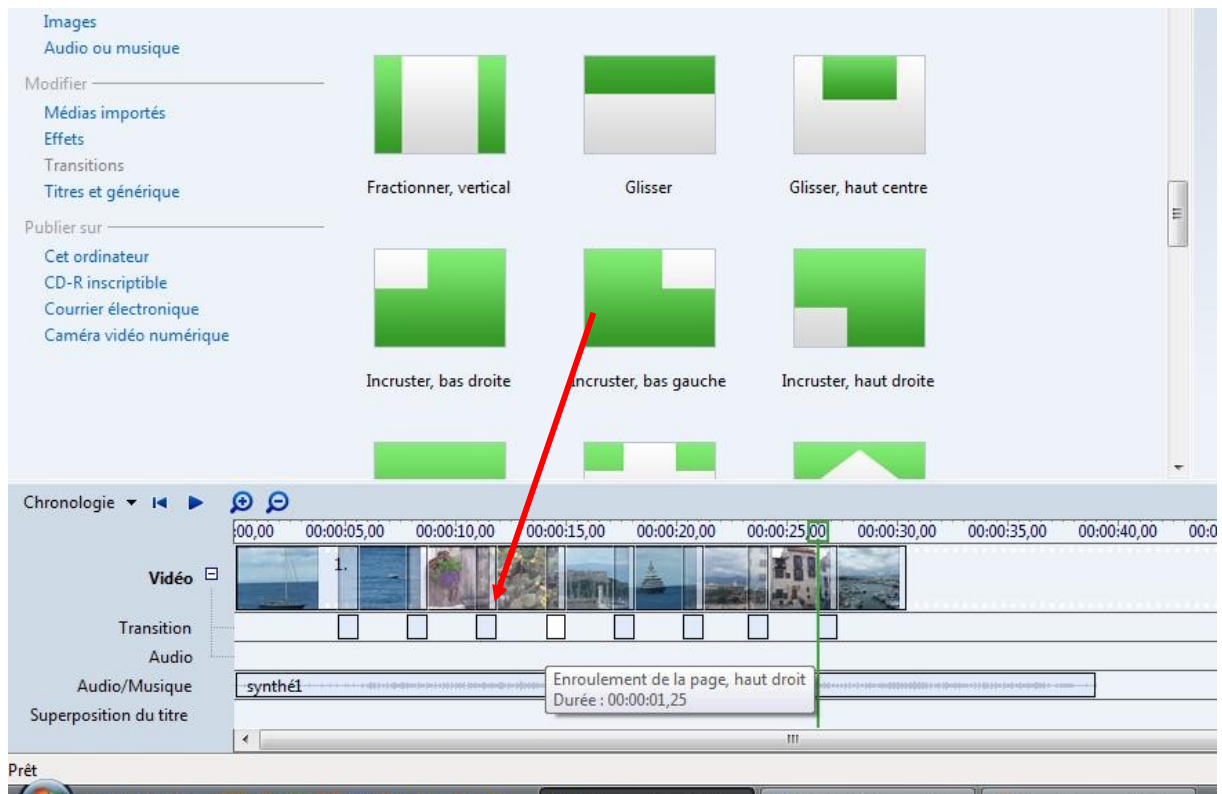 Images
Audio ou musique
Modifier
Médias importés
Effets
Transitions
Titres et générique
Publier sur
Cet ordinateur
CD-R inscriptible
Courrier électronique
Caméra vidéo numérique
Fractionner, vertical
Glisser
Glisser, haut centre
Incruster, bas droite
Incruster, bas gauche
Incruster, haut droite
Chronologie
:00,00 00:00:05,00 00:00:10,00 00:00:15,00 00:00:20,00 00:00:25,00 00:00:30,00 00:00:35,00 00:00:40,00 00:0
Vidéo
1.
Transition
Audio
Audio/Musique
synthé1
Enroulement de la page, haut droit
Durée : 00:00:01,25
Superposition du titre
Prêt